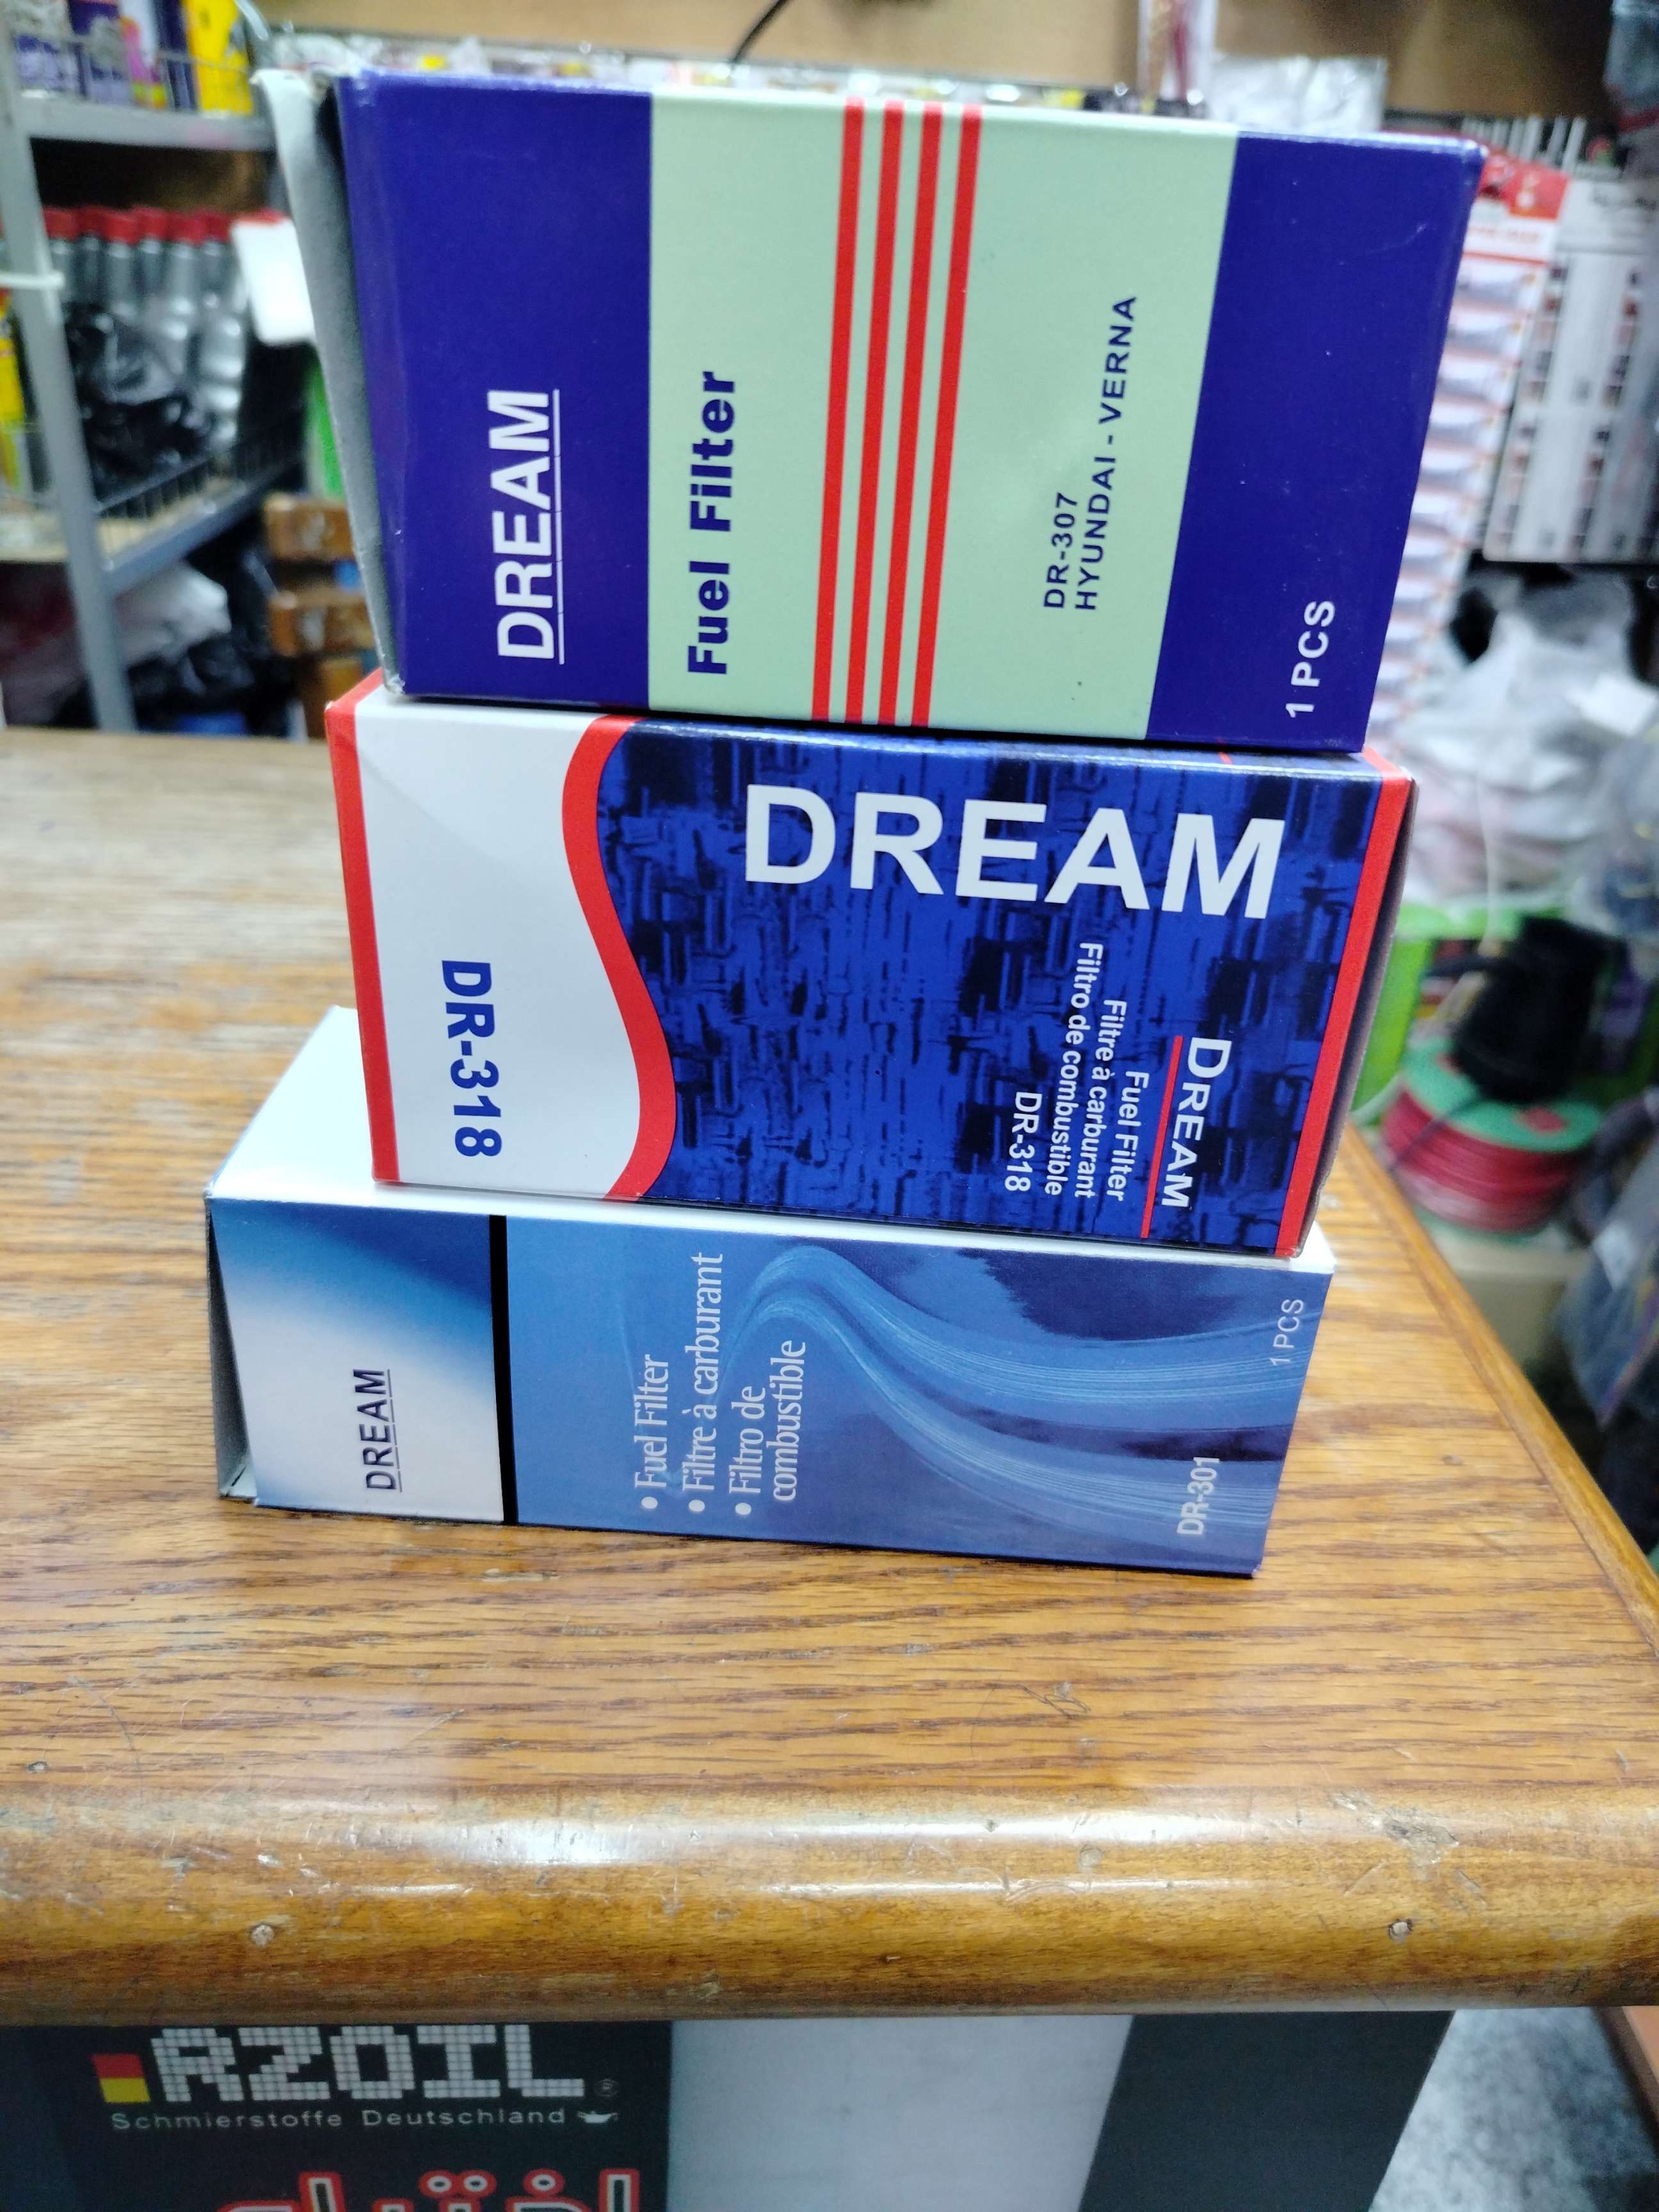 DREAM
Fuel Filter
DR-307
HYUNDAI - VERNA
1 PCS
DREAM
DR-318
DREAM
Fuel Filter
Filtre à carburant
Filtro de combustible
DR-318
DREAM
• Fuel Filter
• Filtre à carburant
• Filtro de
combustible
DR-301
1 PCS
RZOIL®
Schmierstoffe Deutschland